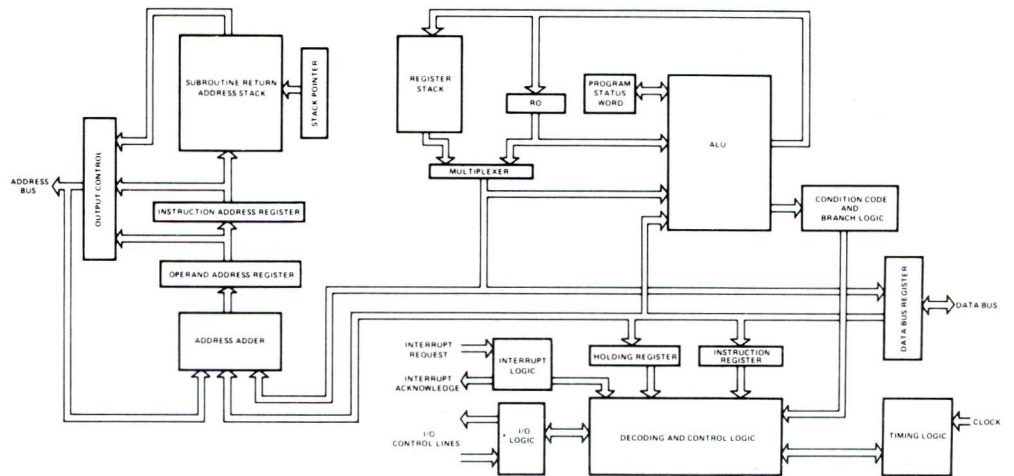 SUBROUTINE RETURN
ADDRESS STACK
STACK POINTER
REGISTER
STACK
RO
PROGRAM
STATUS
WORD
ALU
MULTIPLEXER
ADDRESS
BUS
OUTPUT CONTROL
INSTRUCTION ADDRESS REGISTER
CONDITION CODE
AND
BRANCH LOGIC
OPERAND ADDRESS REGISTER
DATA BUS REGISTER
DATA BUS
ADDRESS ADDER
INTERRUPT
REQUEST
INTERRUPT
LOGIC
HOLDING REGISTER
INSTRUCTION
REGISTER
INTERRUPT
ACKNOWLEDGE
I/O
CONTROL LINES
I/O
LOGIC
DECODING AND CONTROL LOGIC
TIMING LOGIC
CLOCK